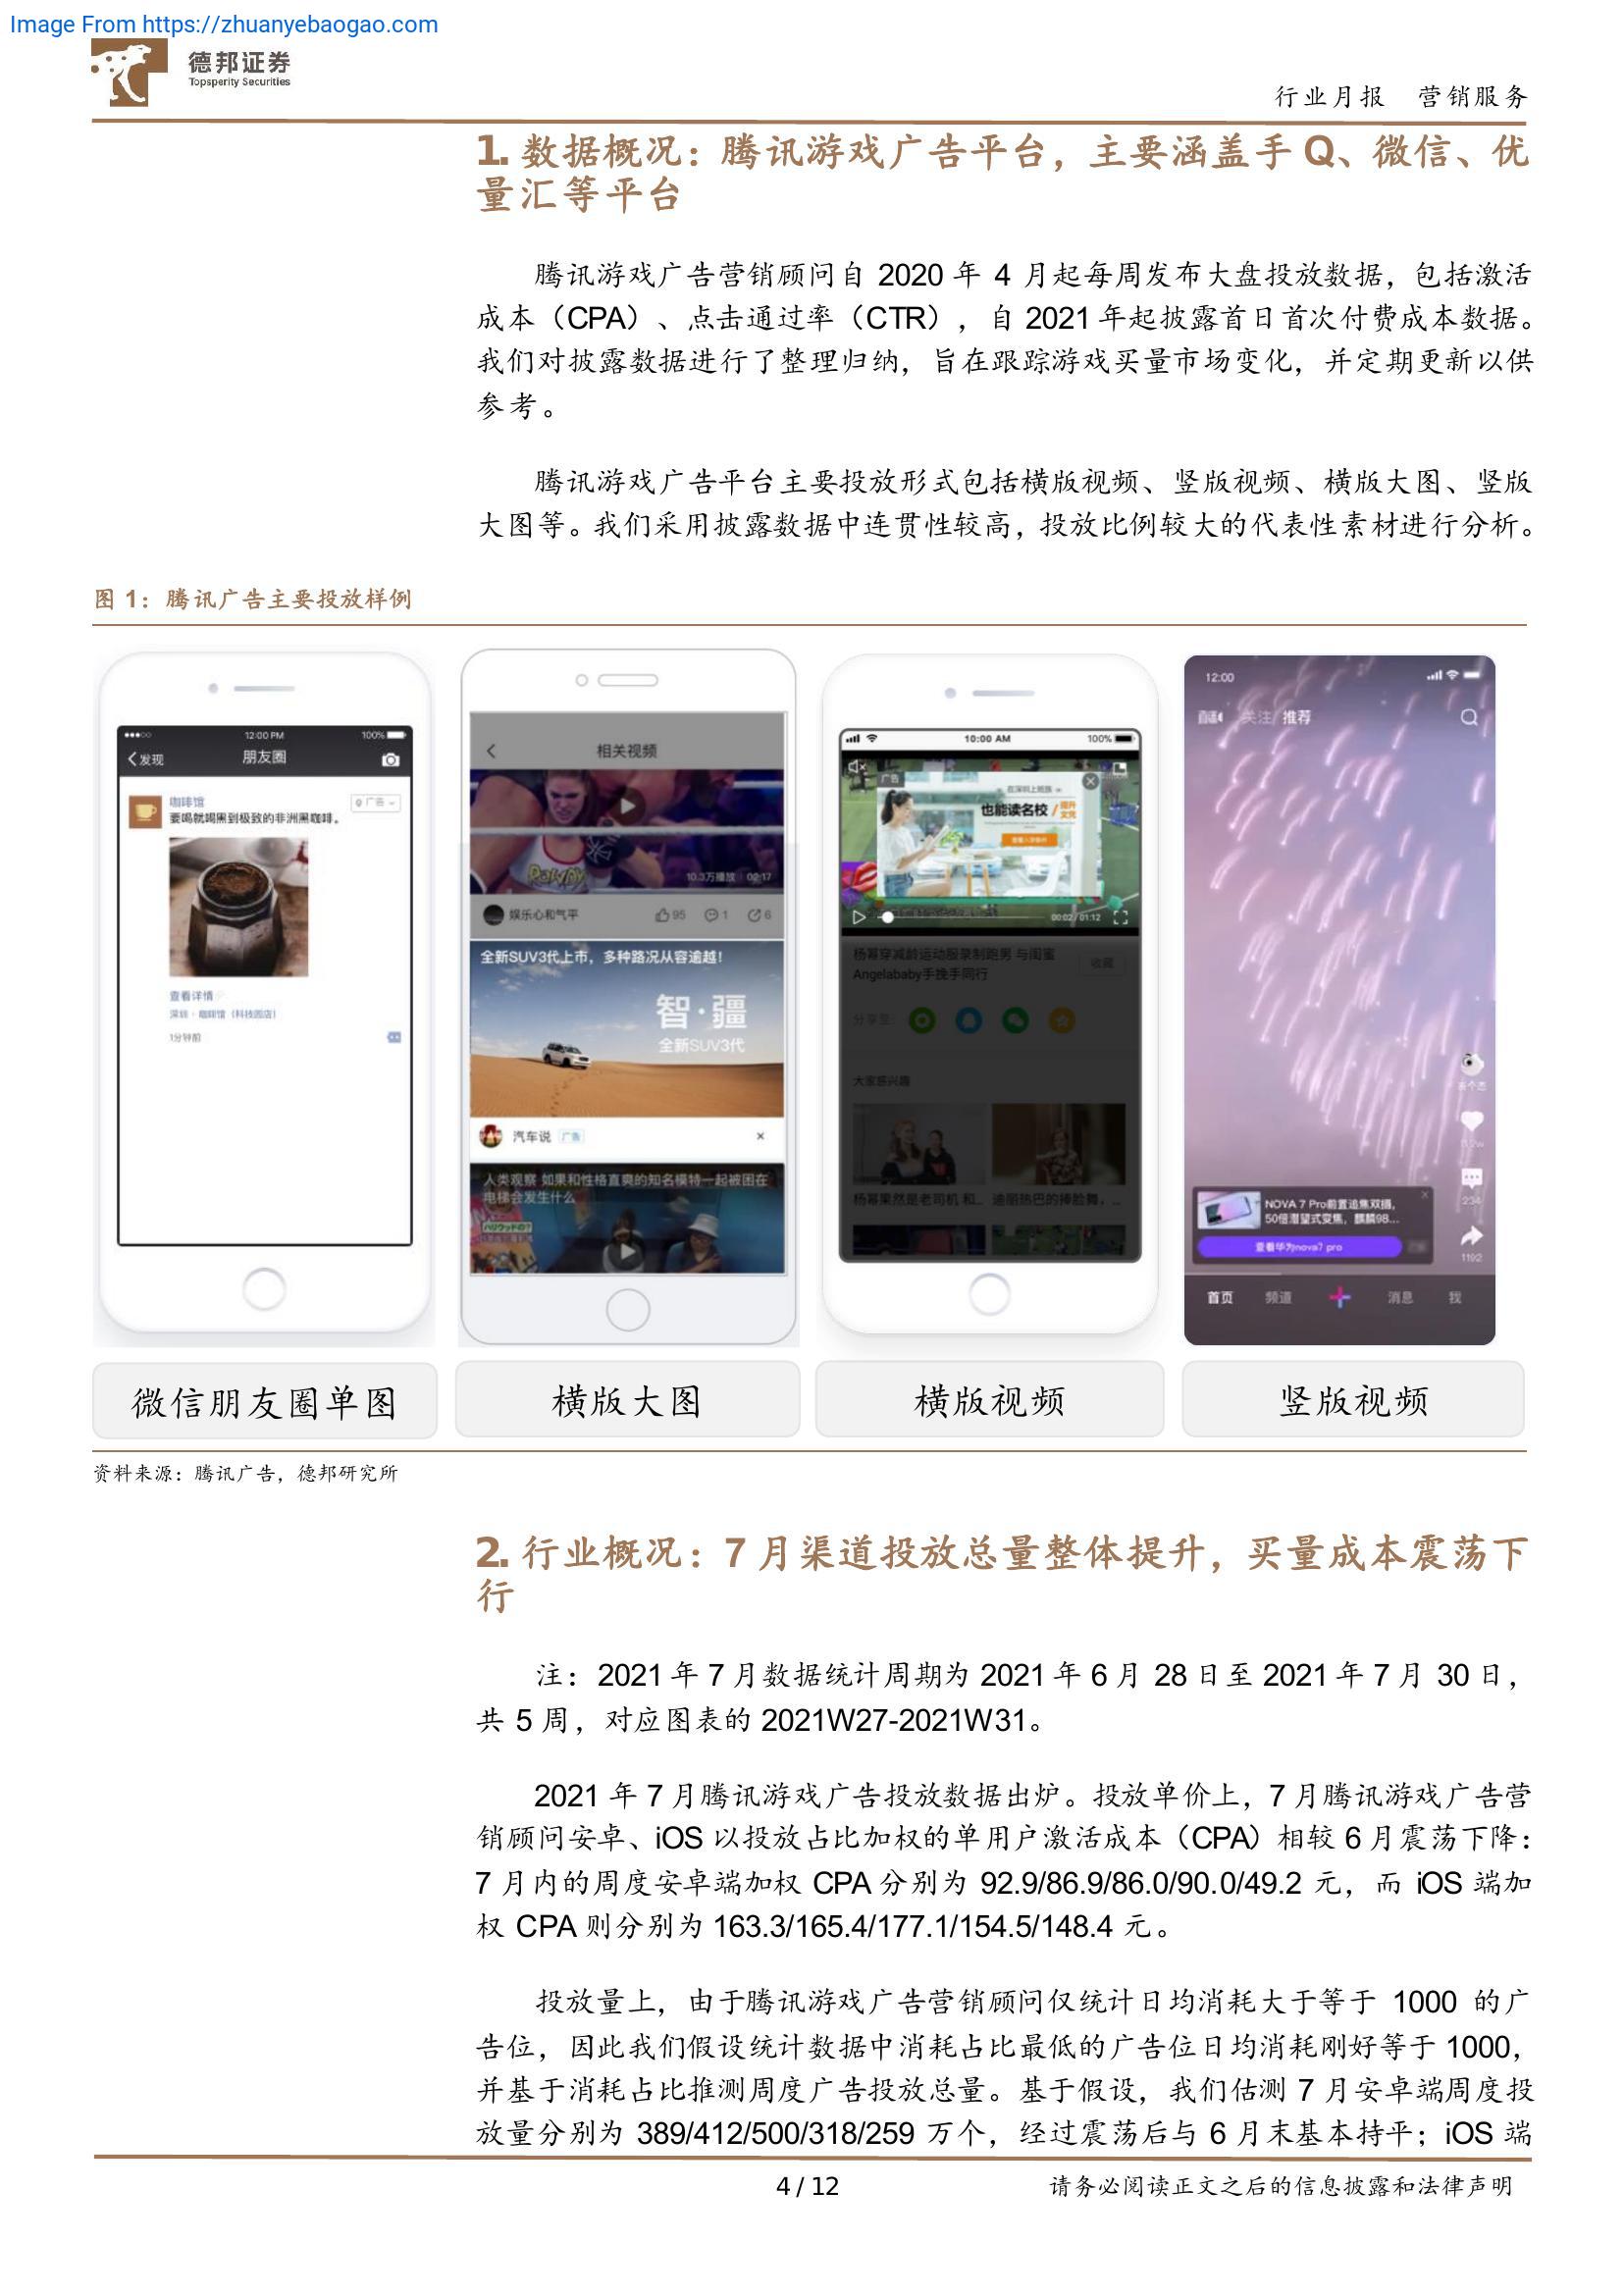 Image From https://zhuanyebaogao.com
德邦证券
Topsperity Securities
行业月报 营销服务
1. 数据概况：腾讯游戏广告平台，主要涵盖手 Q、微信、优
量汇等平台
腾讯游戏广告营销顾问自 2020 年 4 月起每周发布大盘投放数据，包括激活
成本（CPA）、点击通过率（CTR），自 2021 年起披露首日首次付费成本数据。
我们对披露数据进行了整理归纳，旨在跟踪游戏买量市场变化，并定期更新以供
参考。
腾讯游戏广告平台主要投放形式包括横版视频、竖版视频、横版大图、竖版
大图等。我们采用披露数据中连贯性较高，投放比例较大的代表性素材进行分析。
图 1：腾讯广告主要投放样例
12:00 PM
100%
发现
朋友圈
咖啡馆
广告
要喝就喝黑到极致的非洲黑咖啡。
查看详情
深圳·咖啡馆（科技园店）
1分钟前
相关视频
10.3万播放 02:17
娱乐心和气平
95
1
6
全新SUV3代上市，多种路况从容逾越！
智·疆
全新SUV3代
汽车说
广告
×
人类观察 如果和性格直爽的知名模特一起被困在
电梯会发生什么
10:00 AM
100%
广告
在深圳上班族
也能读名校
提升
文凭
00:02/01:12
杨幂穿减龄运动服录制跑男 与闺蜜
Angelababy手挽手同行
收藏
分享至
大家感兴趣
杨幂果然是老司机 和...
迪丽热巴的捧脸舞，...
12:00
直播
关注
推荐
234
1192
NOVA 7 Pro前置追焦双摄，
50倍潜望式变焦，麒麟98...
查看华为nova7 pro
首页
频道
消息
我
微信朋友圈单图
横版大图
横版视频
竖版视频
资料来源：腾讯广告，德邦研究所
2. 行业概况：7 月渠道投放总量整体提升，买量成本震荡下
行
注：2021 年 7 月数据统计周期为 2021 年 6 月 28 日至 2021 年 7 月 30 日，
共 5 周，对应图表的 2021W27-2021W31。
2021 年 7 月腾讯游戏广告投放数据出炉。投放单价上，7 月腾讯游戏广告营
销顾问安卓、iOS 以投放占比加权的单用户激活成本（CPA）相较 6 月震荡下降：
7 月内的周度安卓端加权 CPA 分别为 92.9/86.9/86.0/90.0/49.2 元，而 iOS 端加
权 CPA 则分别为 163.3/165.4/177.1/154.5/148.4 元。
投放量上，由于腾讯游戏广告营销顾问仅统计日均消耗大于等于 1000 的广
告位，因此我们假设统计数据中消耗占比最低的广告位日均消耗刚好等于 1000，
并基于消耗占比推测周度广告投放总量。基于假设，我们估测 7 月安卓端周度投
放量分别为 389/412/500/318/259 万个，经过震荡后与 6 月末基本持平；iOS 端
4 / 12
请务必阅读正文之后的信息披露和法律声明